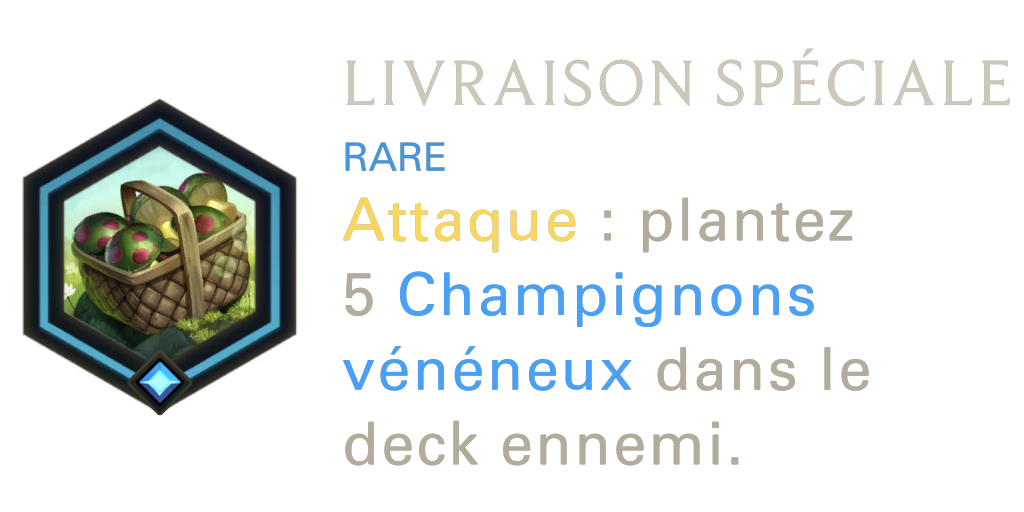 LIVRAISON SPÉCIALE
RARE
Attaque : plantez
5 Champignons
vénéneux dans le
deck ennemi.